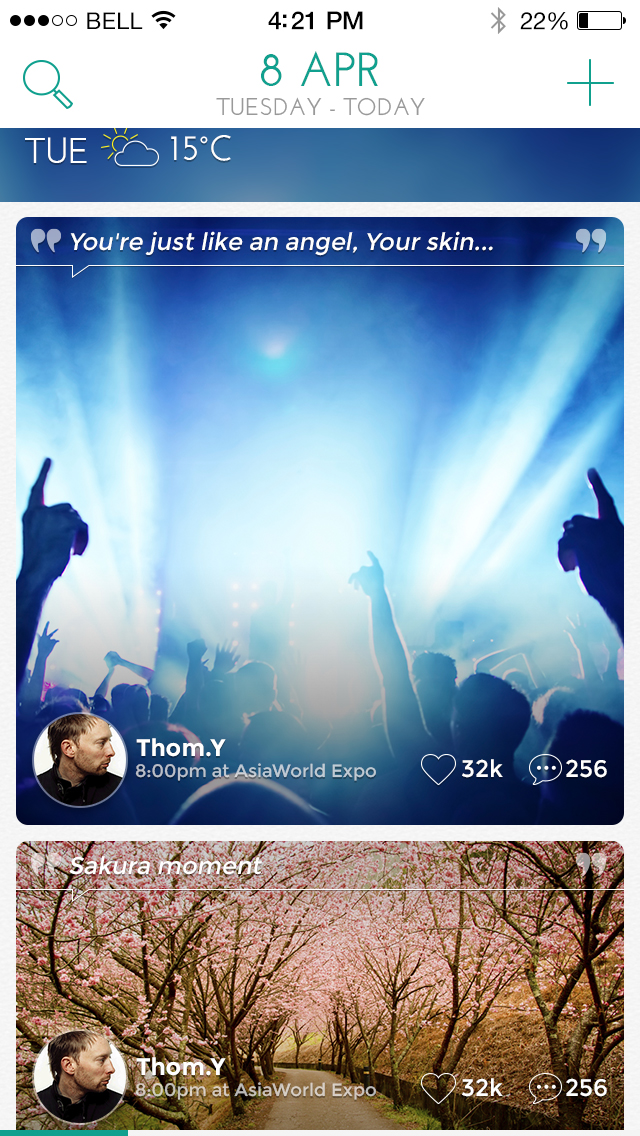 BELL 4:21 PM 22%
8 APR
TUESDAY - TODAY
TUE 15°C
❝ You're just like an angel, Your skin... ❞
Thom.Y
8:00pm at AsiaWorld Expo
32k 256
❝ Sakura moment ❞
Thom.Y
8:00pm at AsiaWorld Expo
32k 256